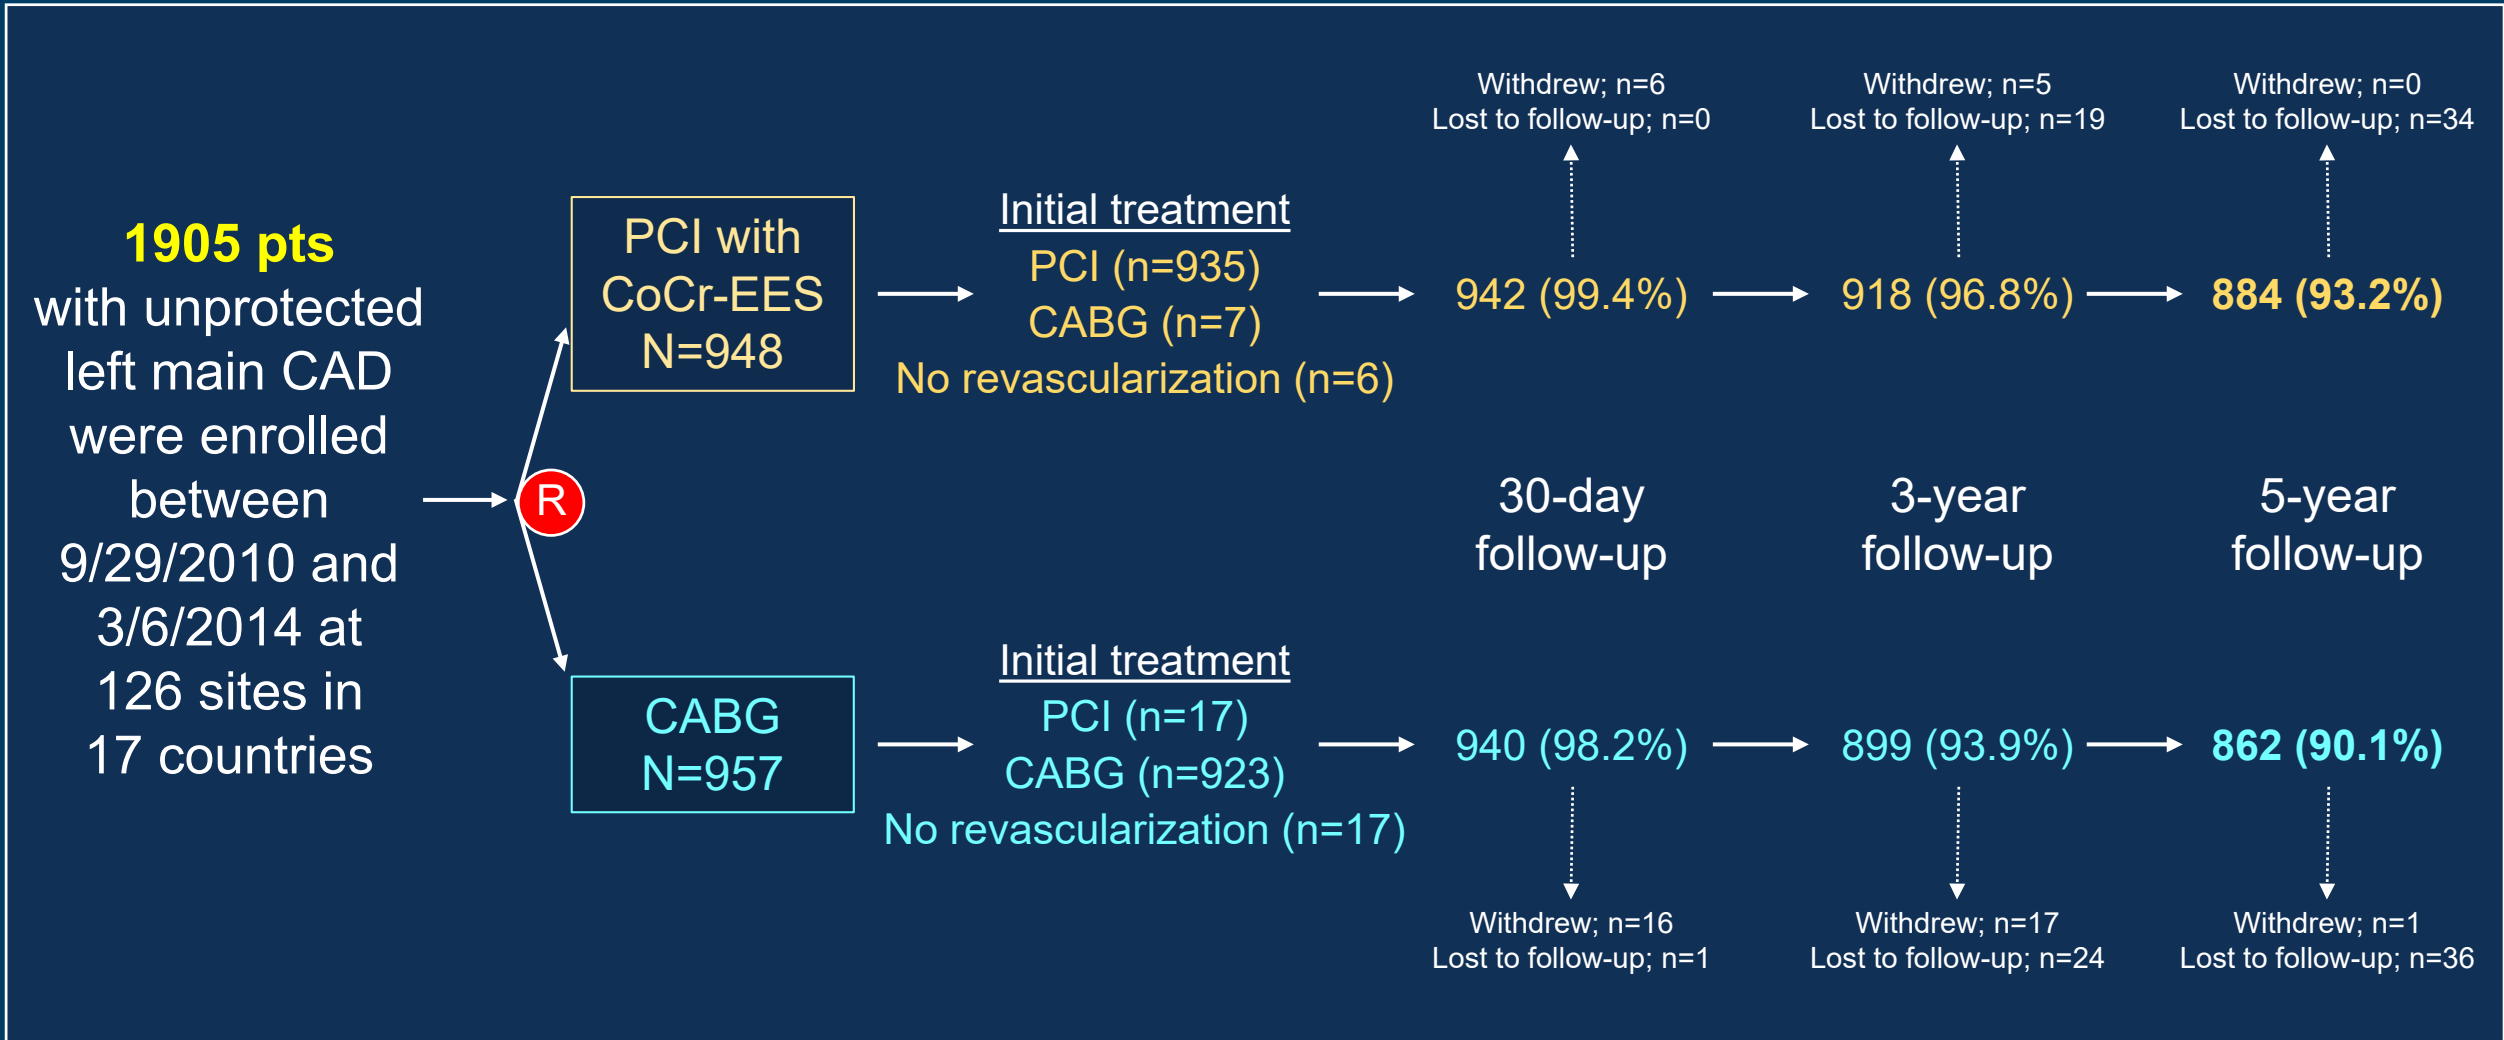 1905 pts
with unprotected
left main CAD
were enrolled
between
9/29/2010 and
3/6/2014 at
126 sites in
17 countries
R
PCI with
CoCr-EES
N=948
Initial treatment
PCI (n=935)
CABG (n=7)
No revascularization (n=6)
Withdrew; n=6
Lost to follow-up; n=0
942 (99.4%)
Withdrew; n=5
Lost to follow-up; n=19
918 (96.8%)
Withdrew; n=0
Lost to follow-up; n=34
884 (93.2%)
30-day
follow-up
3-year
follow-up
5-year
follow-up
CABG
N=957
Initial treatment
PCI (n=17)
CABG (n=923)
No revascularization (n=17)
940 (98.2%)
Withdrew; n=16
Lost to follow-up; n=1
899 (93.9%)
Withdrew; n=17
Lost to follow-up; n=24
862 (90.1%)
Withdrew; n=1
Lost to follow-up; n=36